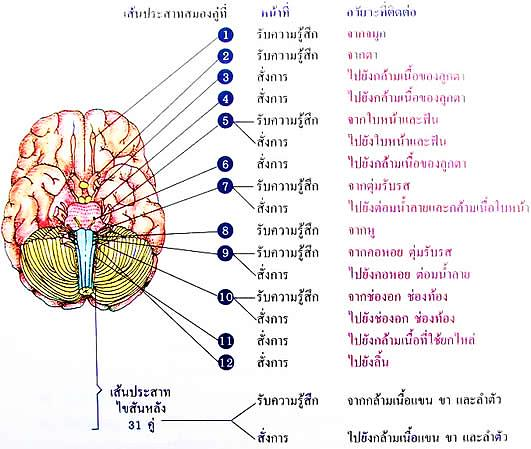 เส้นประสาทสมองคู่ที่ หน้าที่ อวัยวะที่ติดต่อ
1 รับความรู้สึก จากจมูก
2 รับความรู้สึก จากตา
3 สั่งการ ไปยังกล้ามเนื้อของลูกตา
4 สั่งการ ไปยังกล้ามเนื้อของลูกตา
5 รับความรู้สึก จากใบหน้าและฟัน
สั่งการ ไปยังใบหน้าและฟัน
6 สั่งการ ไปยังกล้ามเนื้อของลูกตา
7 รับความรู้สึก จากตุ่มรับรส
สั่งการ ไปยังต่อมน้ำลายและกล้ามเนื้อใบหน้า
8 รับความรู้สึก จากหู
9 รับความรู้สึก จากคอหอย ตุ่มรับรส
สั่งการ ไปยังคอหอย ต่อมน้ำลาย
10 รับความรู้สึก จากช่องอก ช่องท้อง
สั่งการ ไปยังช่องอก ช่องท้อง
11 สั่งการ ไปยังกล้ามเนื้อที่ใช้ยกไหล่
12 สั่งการ ไปยังลิ้น
เส้นประสาท
ไขสันหลัง
31 คู่
รับความรู้สึก จากกล้ามเนื้อแขน ขา และลำตัว
สั่งการ ไปยังกล้ามเนื้อแขน ขา และลำตัว